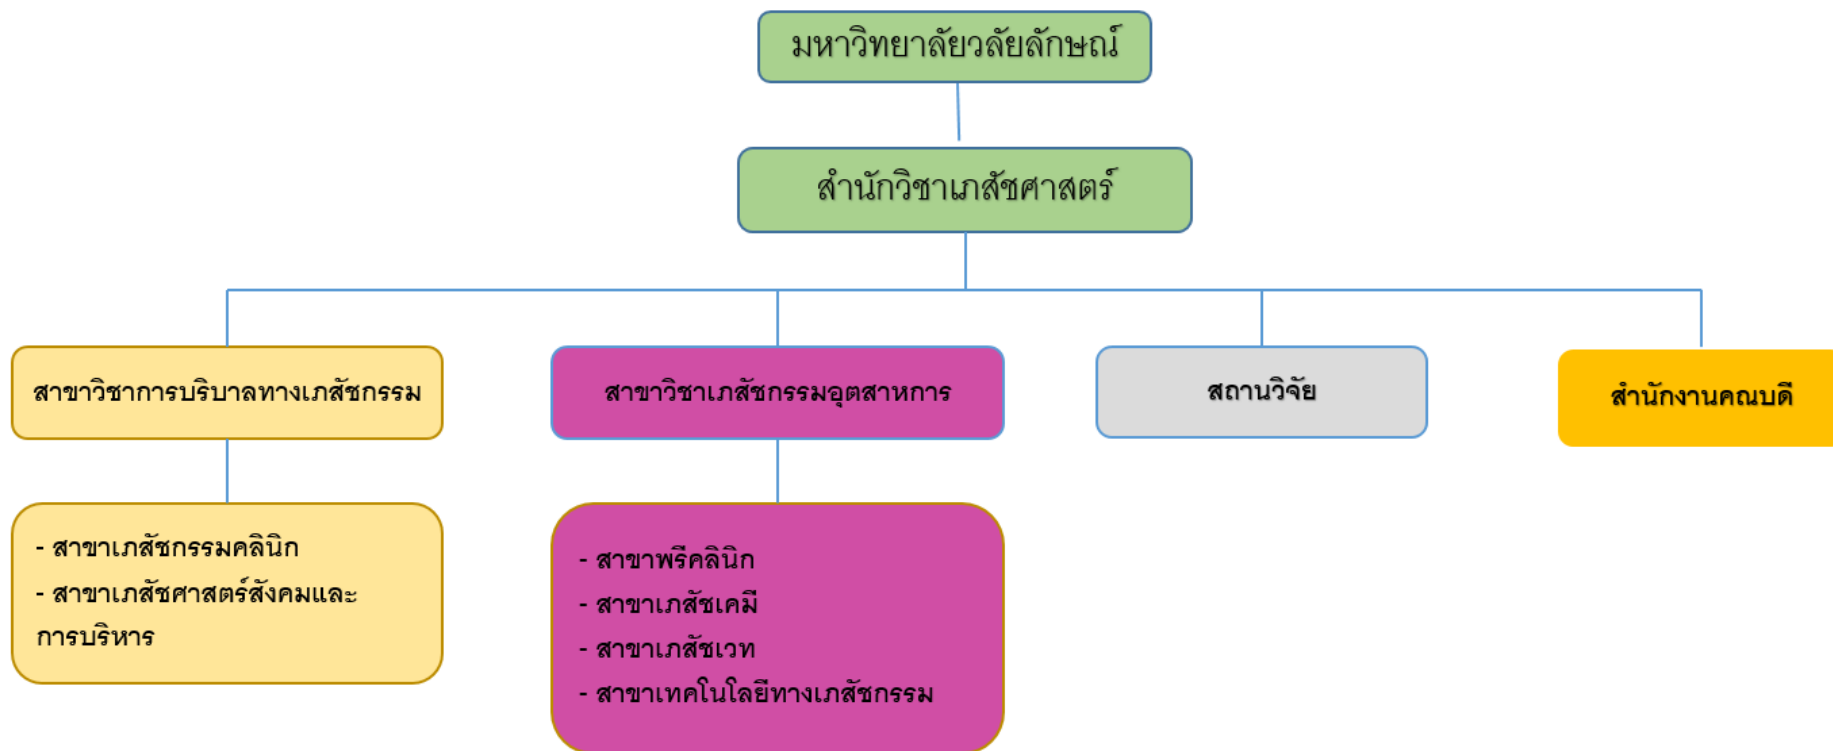 มหาวิทยาลัยวลัยลักษณ์
สำนักวิชาเภสัชศาสตร์
สาขาวิชาการบริบาลทางเภสัชกรรม
สาขาวิชาเภสัชกรรมอุตสาหการ
สถานวิจัย
สำนักงานคณบดี
- สาขาเภสัชกรรมคลินิก
- สาขาเภสัชศาสตร์สังคมและ
การบริหาร
- สาขาพรีคลินิก
- สาขาเภสัชเคมี
- สาขาเภสัชเวท
- สาขาเทคโนโลยีทางเภสัชกรรม